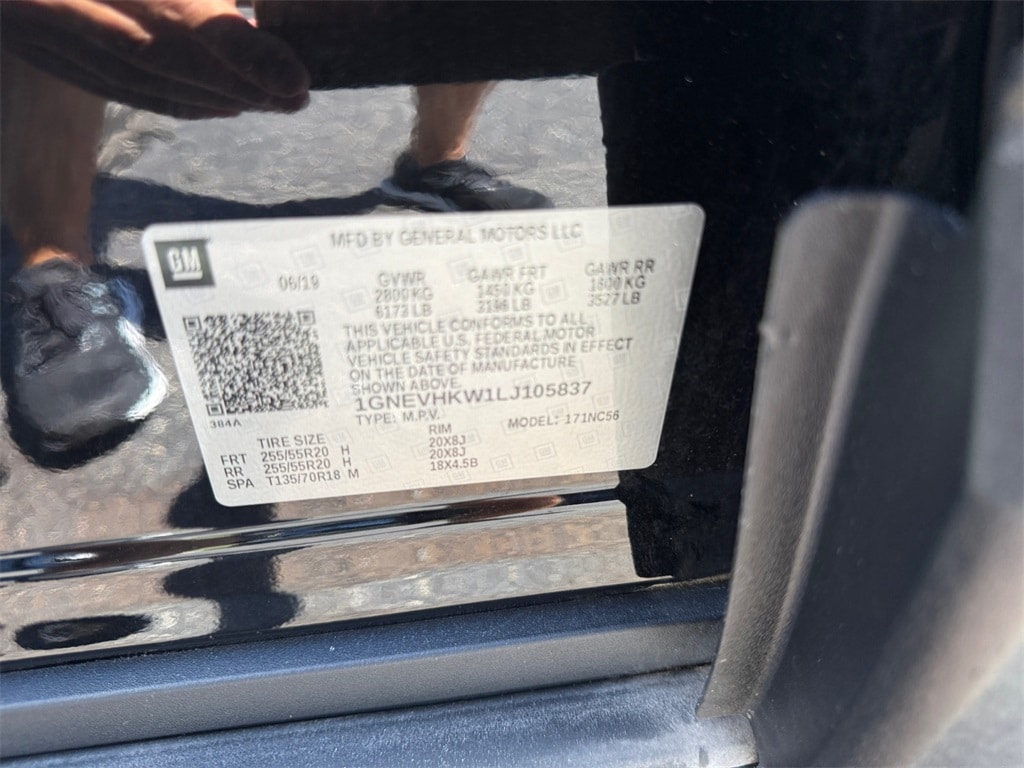 GM
MFD BY GENERAL MOTORS LLC
06/19 GVWR GAWR FRT GAWR RR
2800 KG 1450 KG 1600 KG
6173 LB 3196 LB 3527 LB
THIS VEHICLE CONFORMS TO ALL
APPLICABLE U.S. FEDERAL MOTOR
VEHICLE SAFETY STANDARDS IN EFFECT
ON THE DATE OF MANUFACTURE
SHOWN ABOVE.
1GNEVHKW1LJ105837
384A TYPE: M.P.V. MODEL: 171NC56
TIRE SIZE RIM
FRT 255/55R20 H 20X8J
RR 255/55R20 H 20X8J
SPA T135/70R18 M 18X4.5B